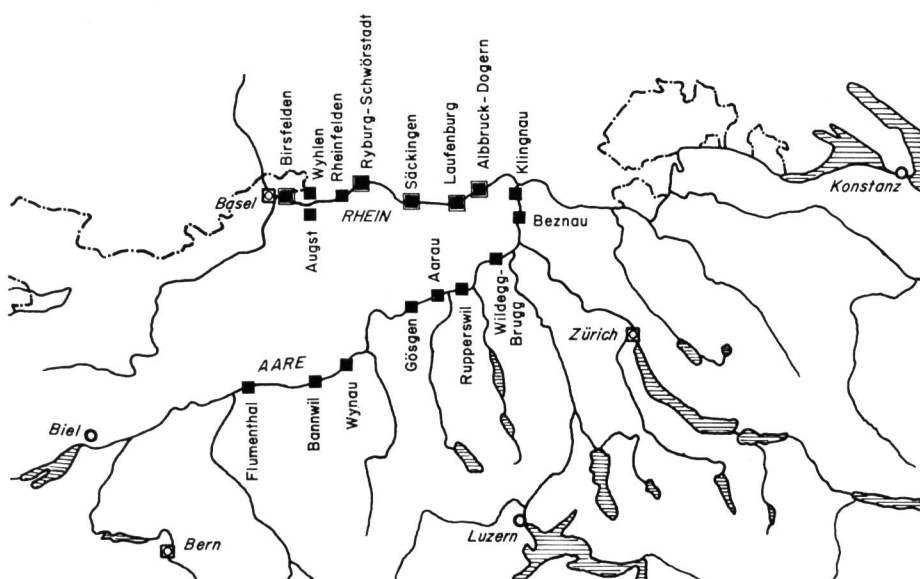 Birsfelden
Wyhlen
Rheinfelden
Ryburg-Schwörstadt
Säckingen
Laufenburg
Albbruck-Dogern
Klingnau
Konstanz
Basel
RHEIN
Augst
Beznau
Aarau
Wildegg-
Brugg
Gösgen
Rupperswil
Zürich
AARE
Wynau
Bannwil
Flumenthal
Biel
Bern
Luzern